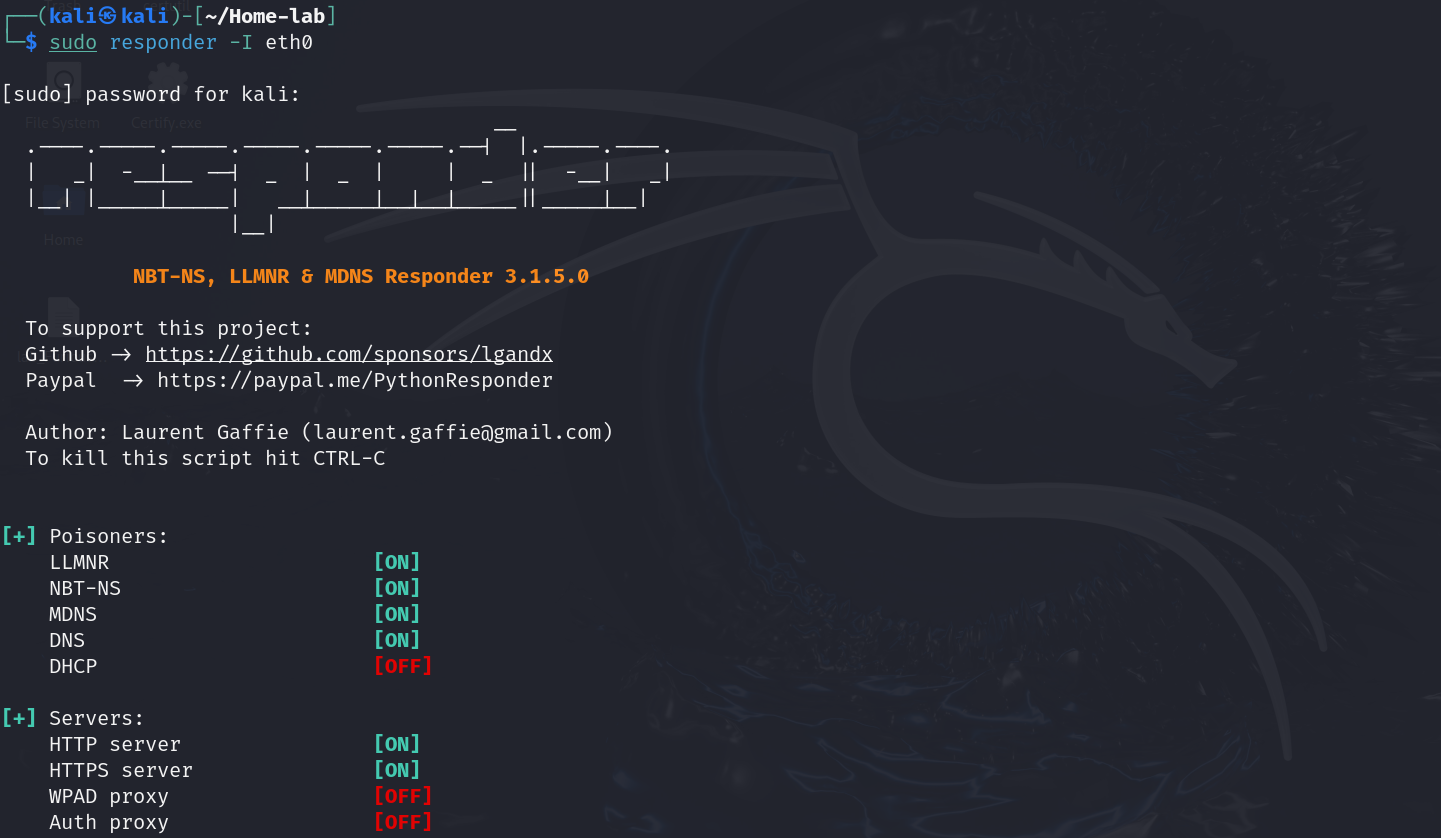 ┌──(kali㉿kali)-[~/Home-lab]
└─$ sudo responder -I eth0
[sudo] password for kali:
File System
Certify.exe
Home
NBT-NS, LLMNR & MDNS Responder 3.1.5.0
To support this project:
Github -> https://github.com/sponsors/lgandx
Paypal  -> https://paypal.me/PythonResponder
Author: Laurent Gaffie (laurent.gaffie@gmail.com)
To kill this script hit CTRL-C
[+] Poisoners:
LLMNR [ON]
NBT-NS [ON]
MDNS [ON]
DNS [ON]
DHCP [OFF]
[+] Servers:
HTTP server [ON]
HTTPS server [ON]
WPAD proxy [OFF]
Auth proxy [OFF]